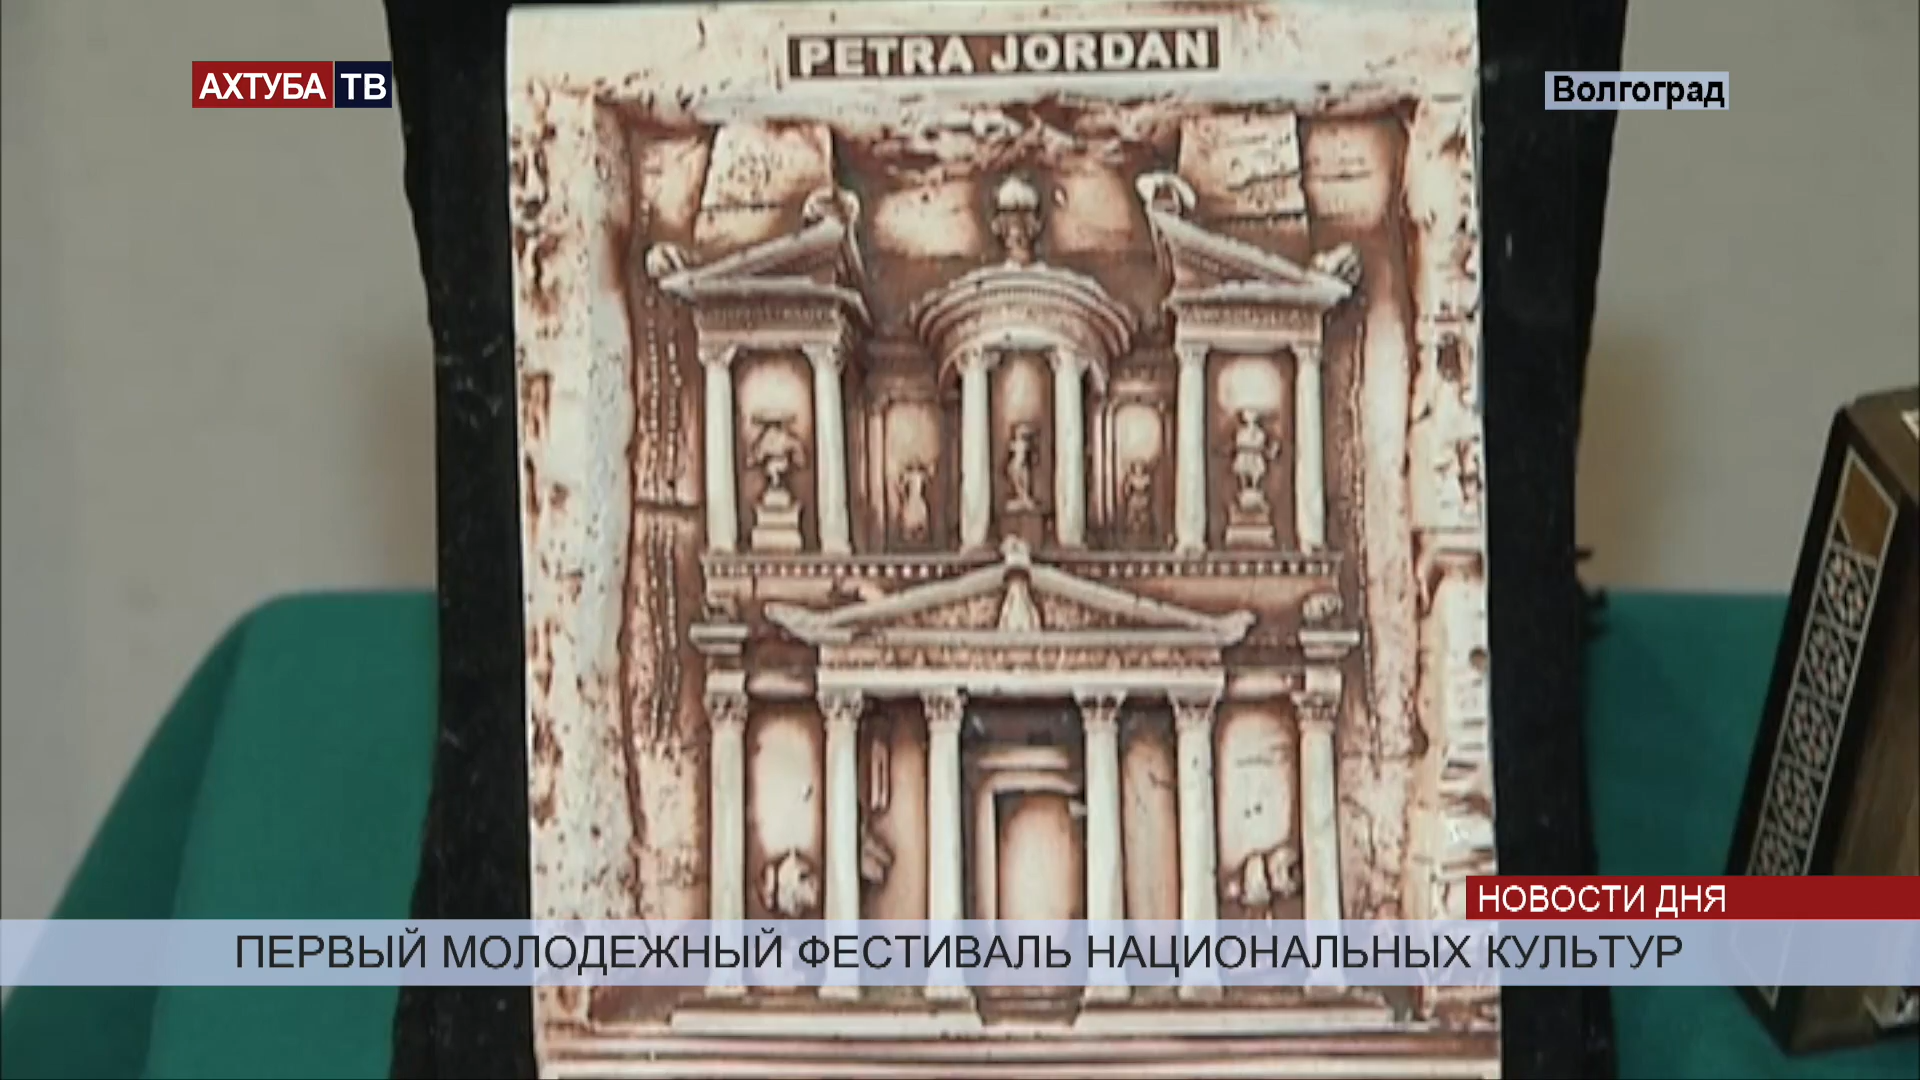 PETRA JORDAN
АХТУБА ТВ
Волгоград
НОВОСТИ ДНЯ
ПЕРВЫЙ МОЛОДЕЖНЫЙ ФЕСТИВАЛЬ НАЦИОНАЛЬНЫХ КУЛЬТУР